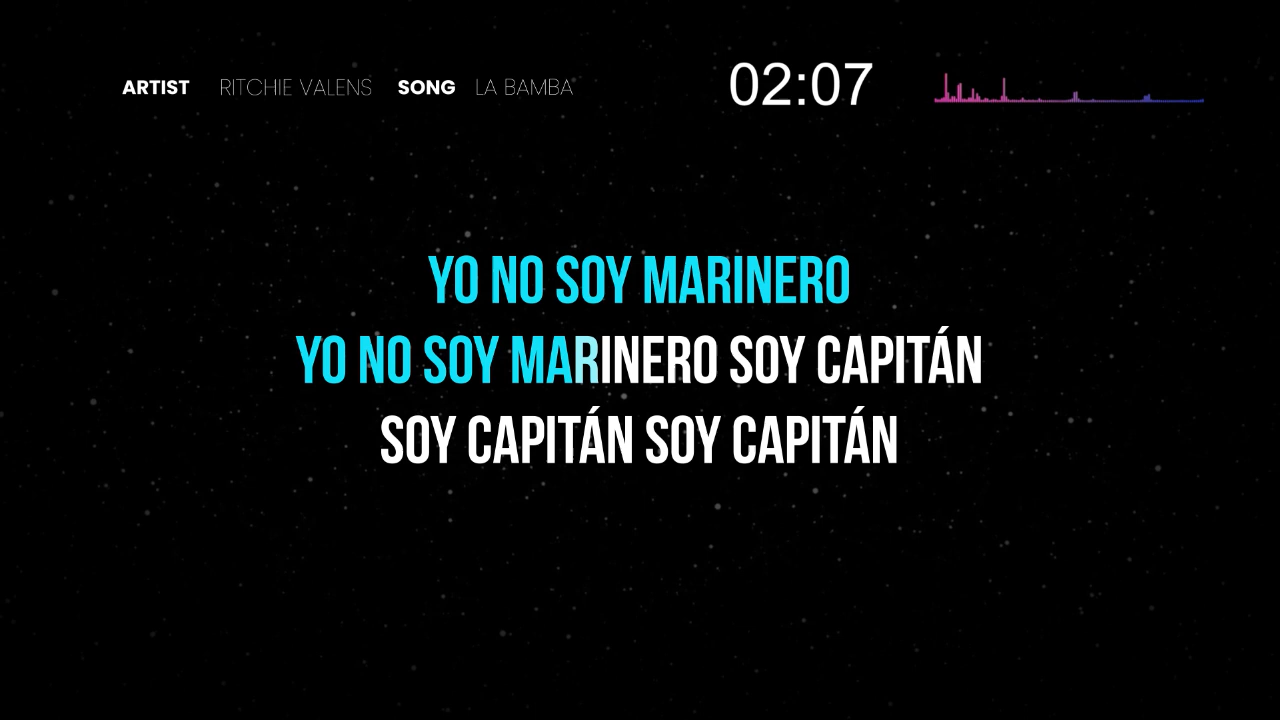 ARTIST RITCHIE VALENS SONG LA BAMBA 02:07
YO NO SOY MARINERO
YO NO SOY MARINERO SOY CAPITÁN
SOY CAPITÁN SOY CAPITÁN